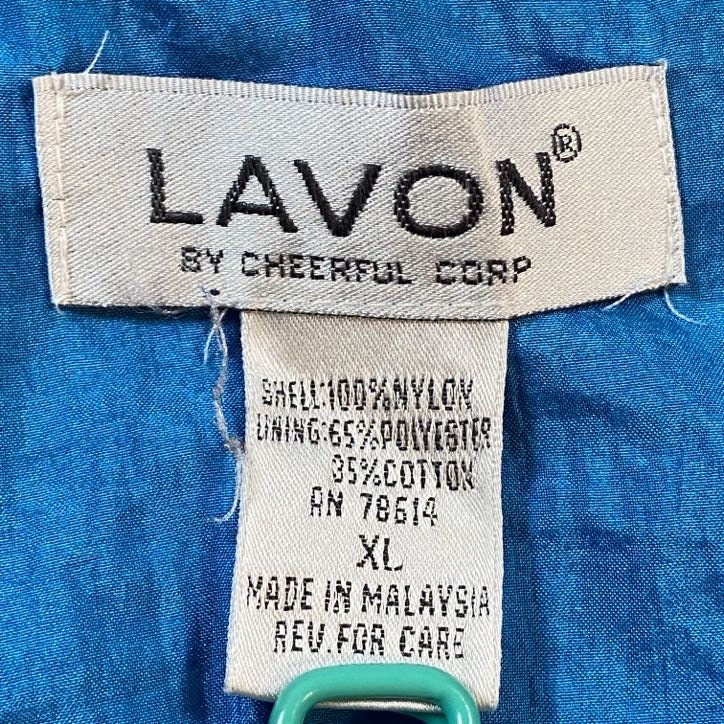 LAVON®
BY CHEERFUL CORP
SHELL:100%NYLON
LINING:65%POLYESTER
35%COTTON
RN 78614
XL
MADE IN MALAYSIA
REV.FOR CARE